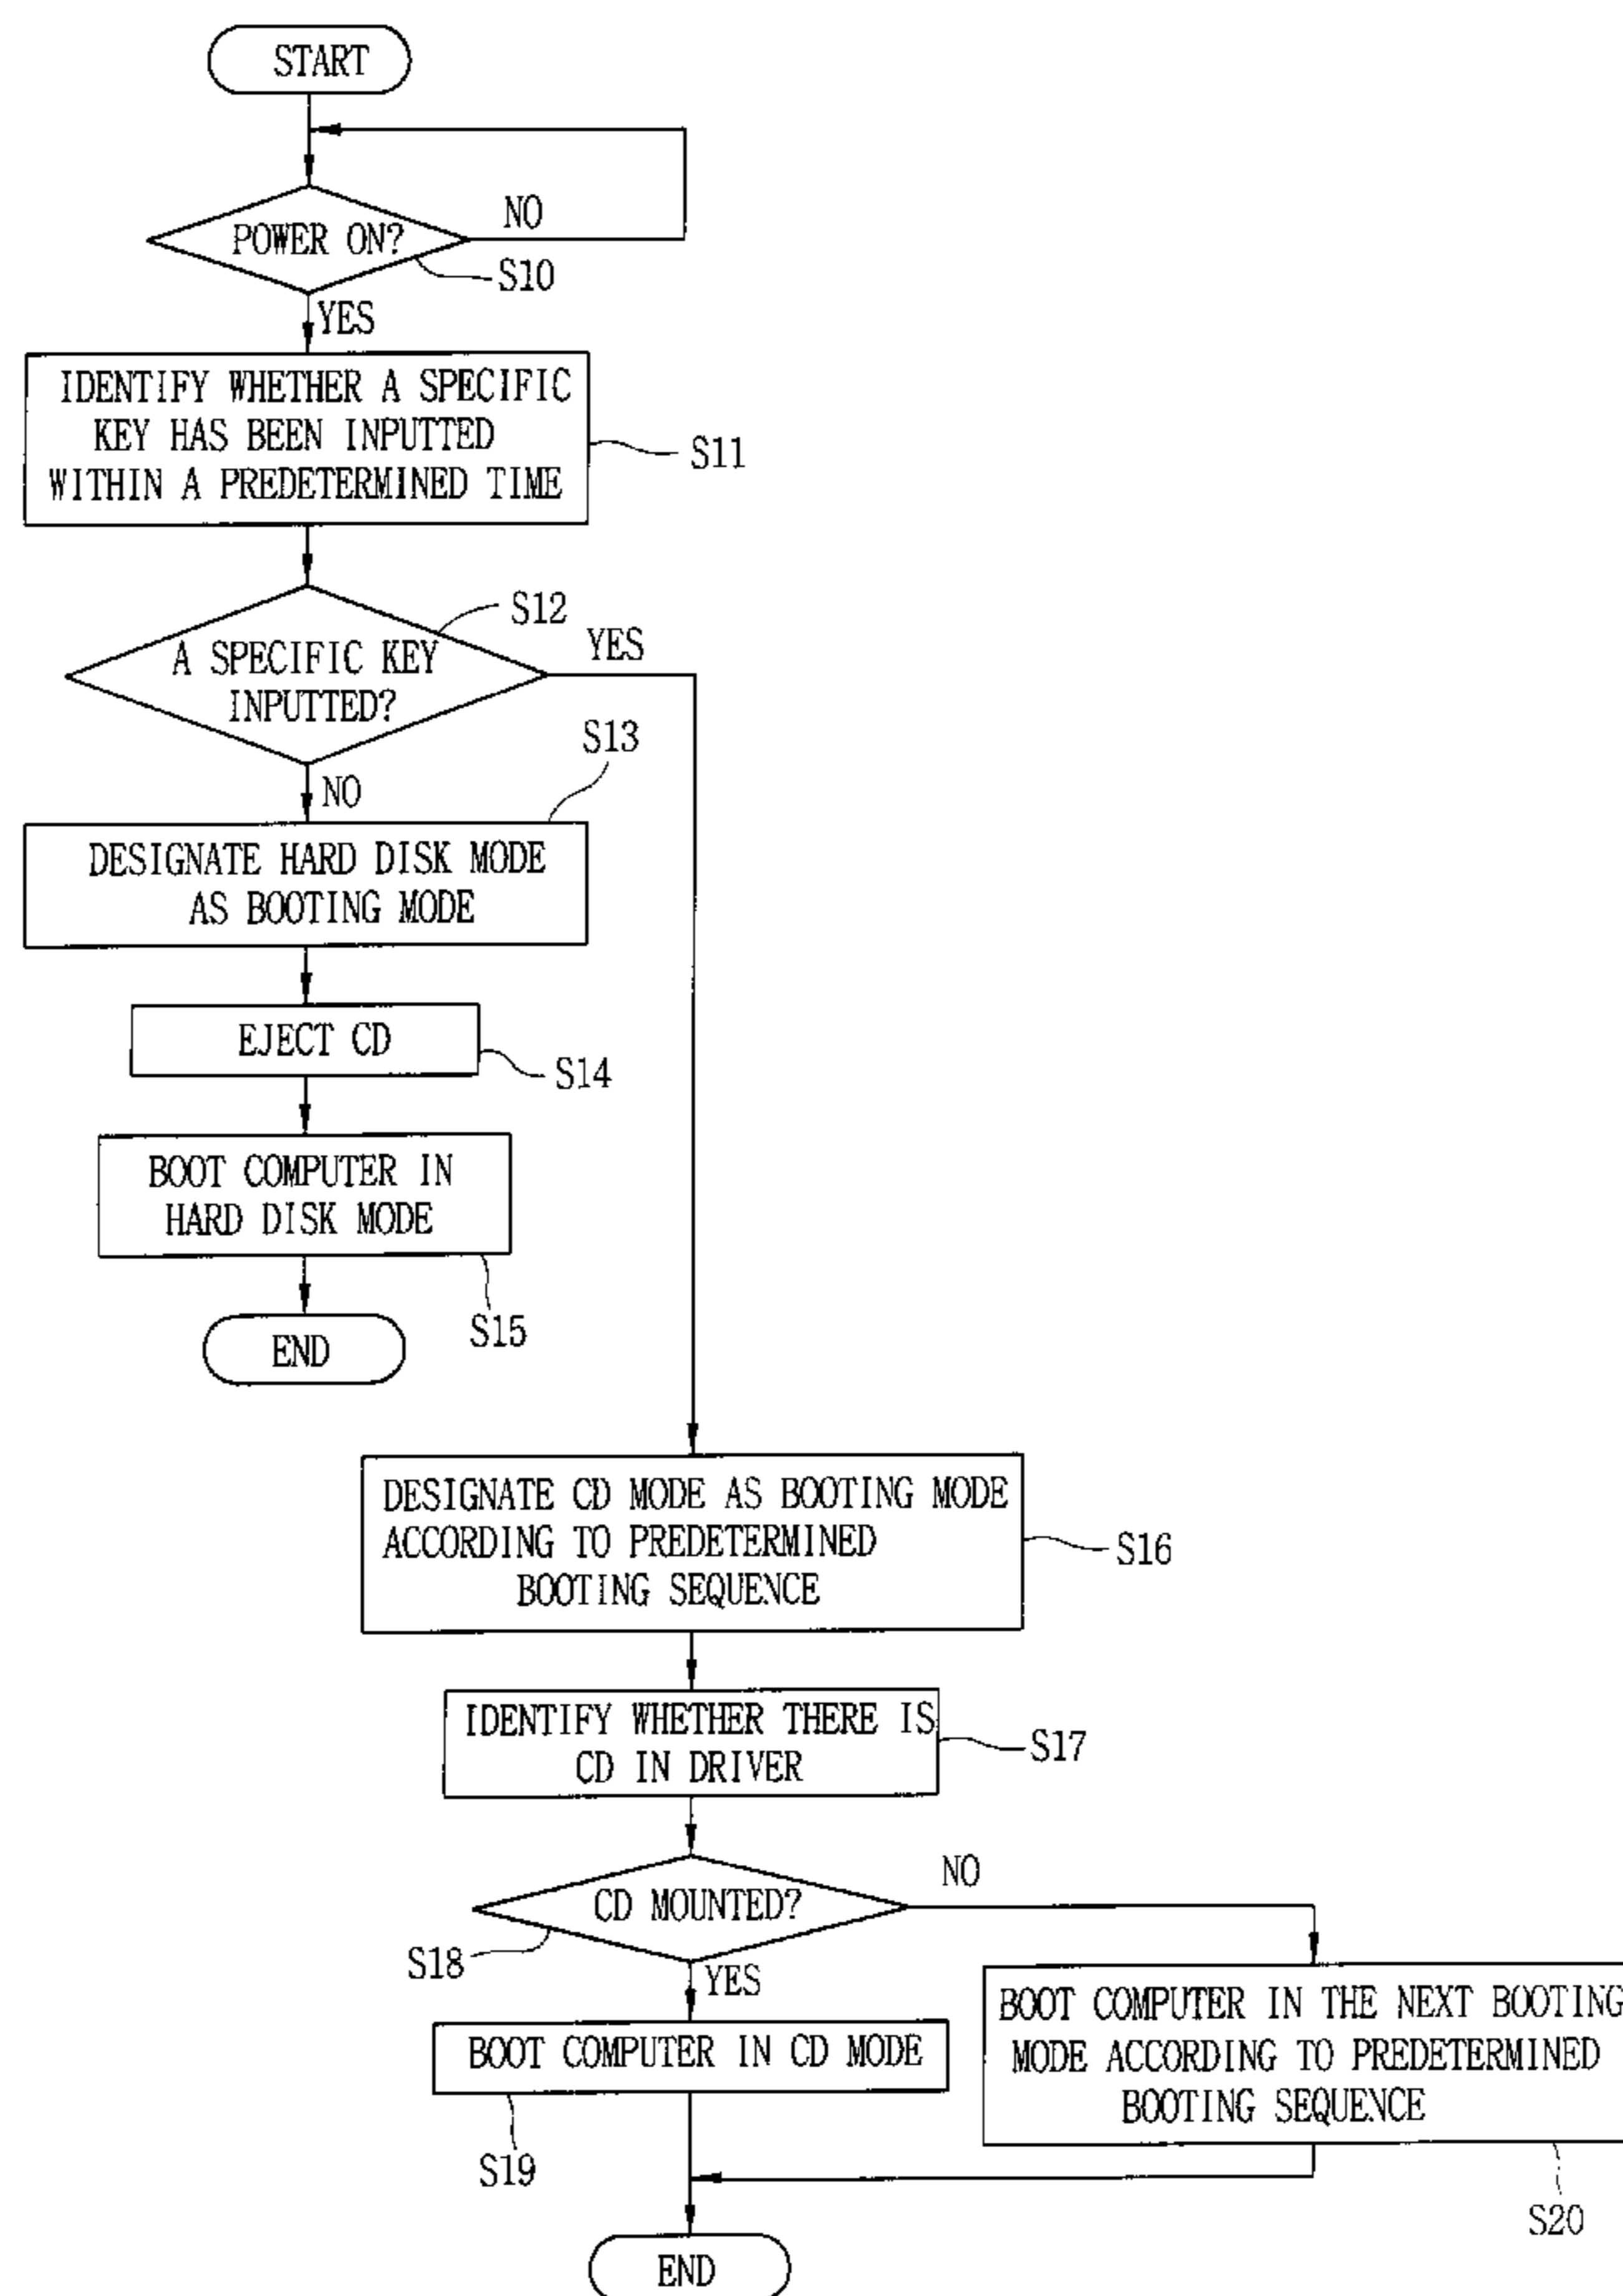 START
NO
POWER ON?
S10
YES
IDENTIFY WHETHER A SPECIFIC
KEY HAS BEEN INPUTTED
WITHIN A PREDETERMINED TIME
S11
S12
YES
A SPECIFIC KEY
INPUTTED?
S13
NO
DESIGNATE HARD DISK MODE
AS BOOTING MODE
EJECT CD
S14
BOOT COMPUTER IN
HARD DISK MODE
S15
END
DESIGNATE CD MODE AS BOOTING MODE
ACCORDING TO PREDETERMINED
BOOTING SEQUENCE
S16
IDENTIFY WHETHER THERE IS
CD IN DRIVER
S17
NO
CD MOUNTED?
S18
YES
BOOT COMPUTER IN CD MODE
S19
BOOT COMPUTER IN THE NEXT BOOTING
MODE ACCORDING TO PREDETERMINED
BOOTING SEQUENCE
S20
END